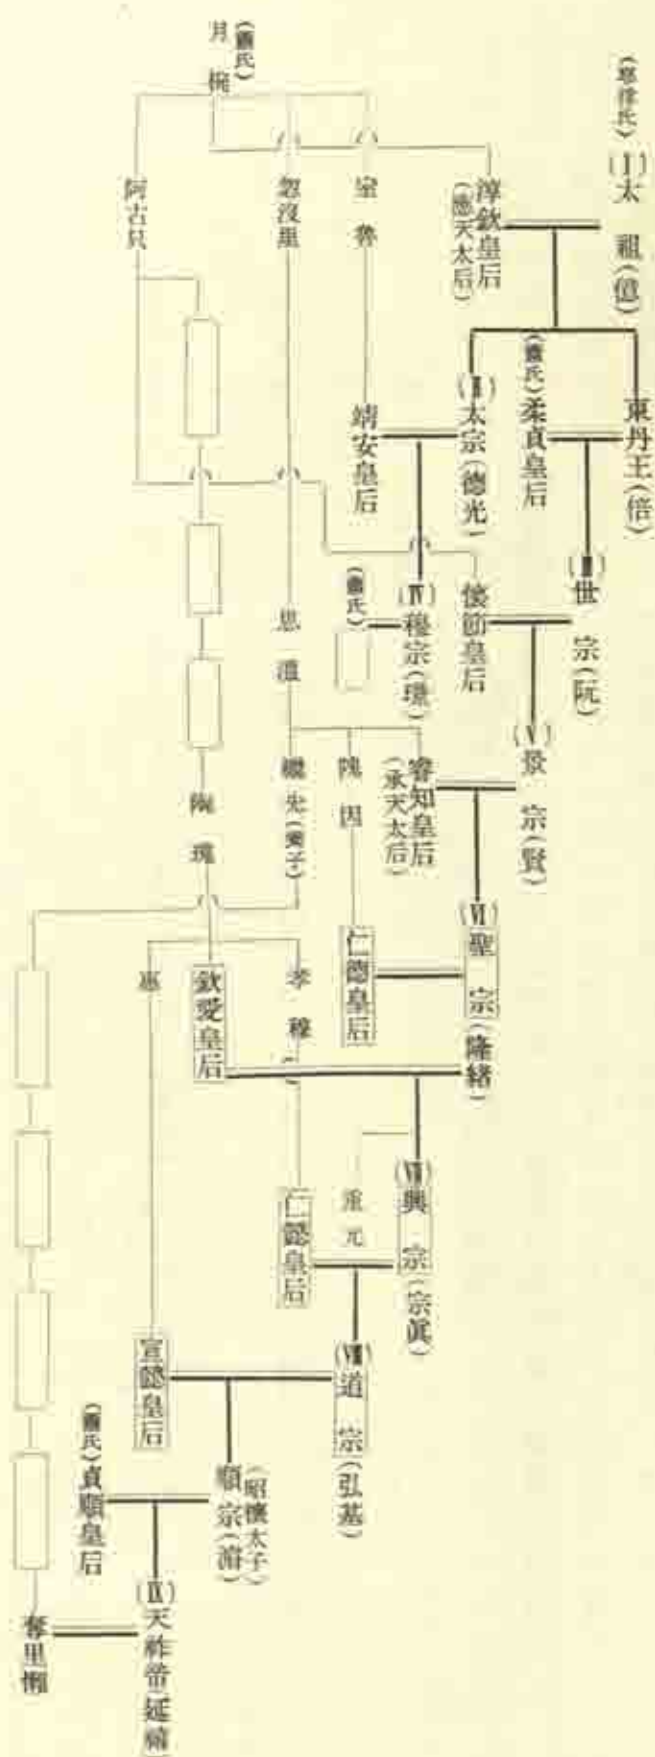 (耶律氏)
(I)太祖(億)
淳欽皇后
(應天太后)
(蕭氏)
月椀
室魯
忽沒里
阿古只
東丹王(倍)
(蕭氏)柔貞皇后
(II)太宗(德光)
靖安皇后
(III)世宗(阮)
懷節皇后
(IV)穆宗(璟)
(蕭氏)
思溫
(V)景宗(賢)
睿知皇后
(承天太后)
隗因
繼先(養子)
陶瑰
(VI)聖宗(隆緒)
仁德皇后
欽愛皇后
孝穆
惠
(VII)興宗(宗眞)
重元
仁懿皇后
(VIII)道宗(弘基)
宣懿皇后
(昭懷太子)
順宗(濬)
(蕭氏)貞順皇后
(IX)天祚帝(延禧
奪里懶